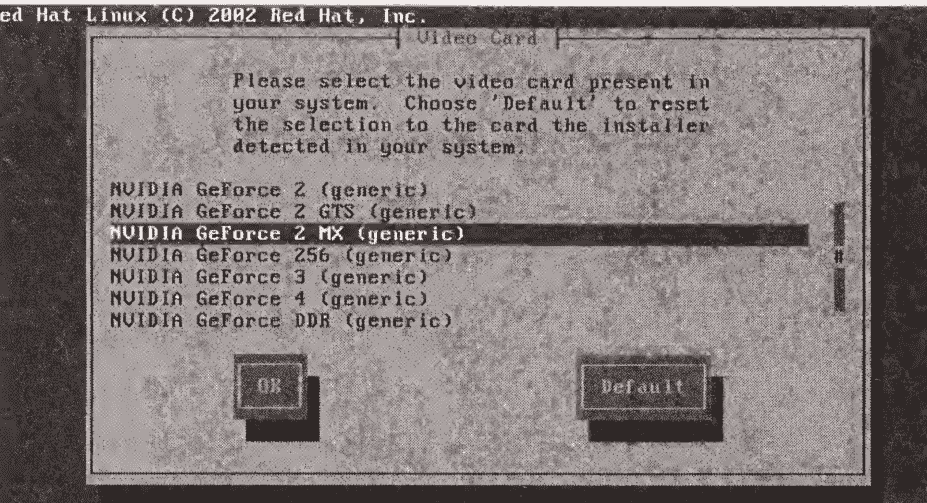 ed Hat Linux (C) 2002 Red Hat, Inc.
Video Card
Please select the video card present in
your system.  Choose 'Default' to reset
the selection to the card the installer
detected in your system.
NVIDIA GeForce 2 (generic)
NVIDIA GeForce 2 GTS (generic)
NVIDIA GeForce 2 MX (generic)
NVIDIA GeForce 256 (generic)
NVIDIA GeForce 3 (generic)
NVIDIA GeForce 4 (generic)
NVIDIA GeForce DDR (generic)
#
OK
Default